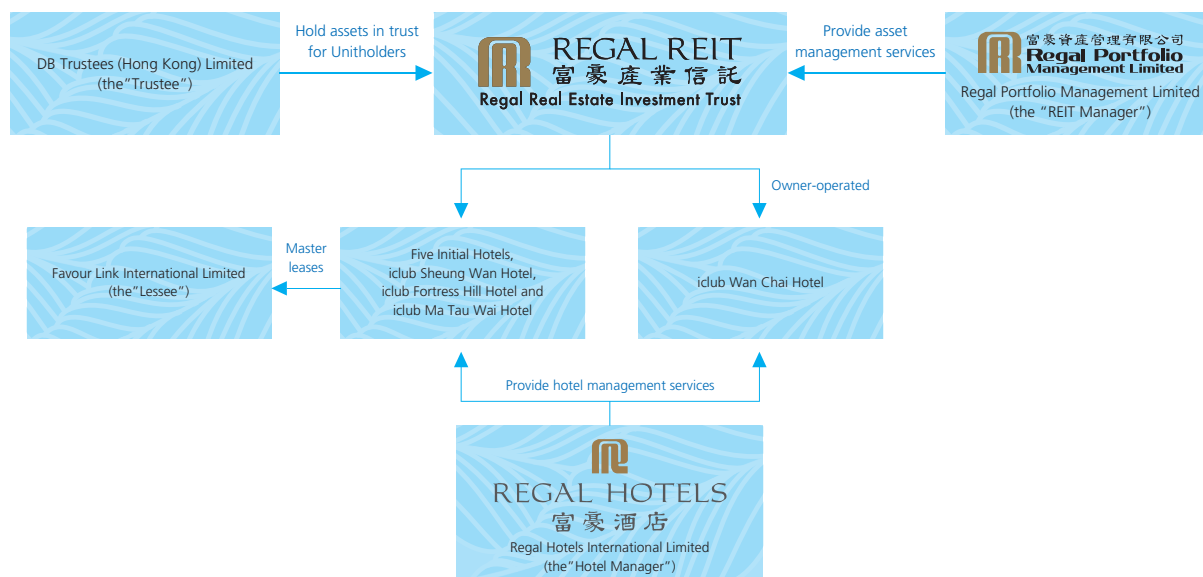 Hold assets in trust
for Unitholders
Provide asset
management services
DB Trustees (Hong Kong) Limited
(the"Trustee")
REGAL REIT
富豪產業信託
Regal Real Estate Investment Trust
富豪資產管理有限公司
Regal Portfolio
Management Limited
Regal Portfolio Management Limited
(the "REIT Manager")
Owner-operated
Master
leases
Favour Link International Limited
(the"Lessee")
Five Initial Hotels,
iclub Sheung Wan Hotel,
iclub Fortress Hill Hotel and
iclub Ma Tau Wai Hotel
iclub Wan Chai Hotel
Provide hotel management services
REGAL HOTELS
富豪酒店
Regal Hotels International Limited
(the"Hotel Manager")